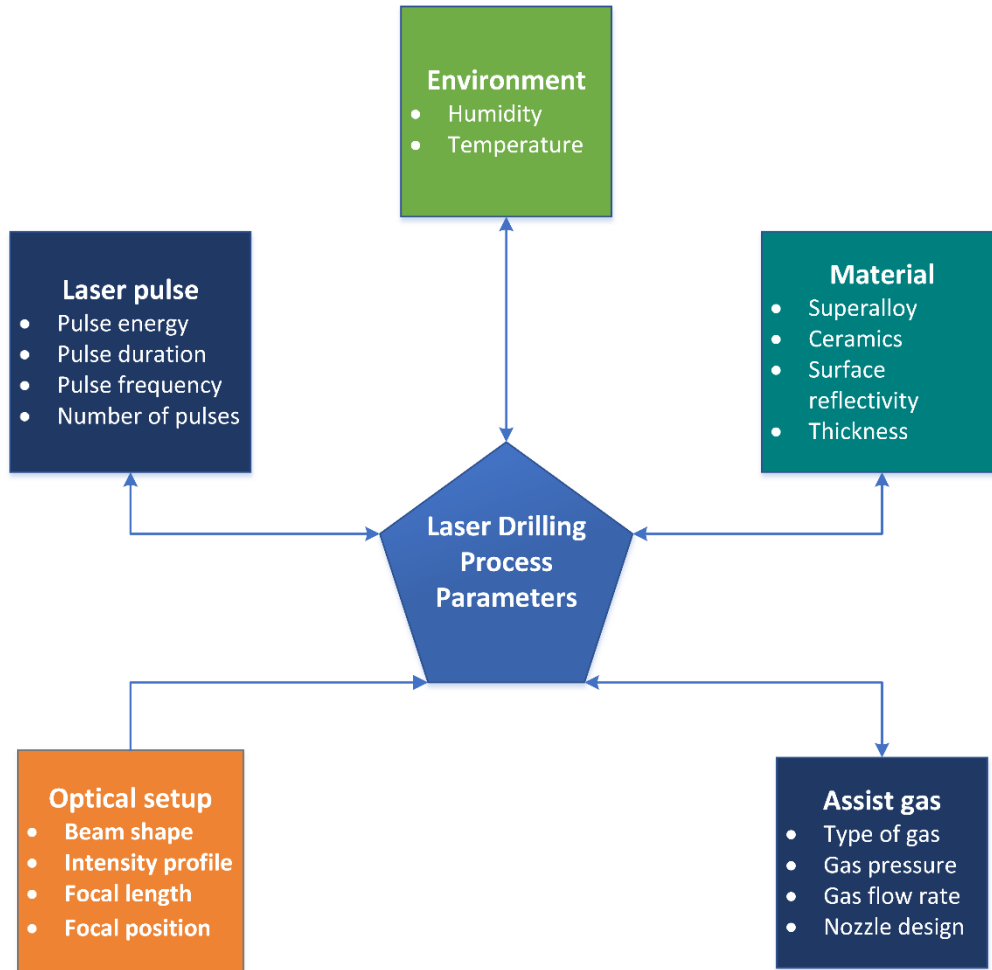 Environment
• Humidity
• Temperature
Laser pulse
• Pulse energy
• Pulse duration
• Pulse frequency
• Number of pulses
Material
• Superalloy
• Ceramics
• Surface
reflectivity
• Thickness
Laser Drilling
Process
Parameters
Optical setup
• Beam shape
• Intensity profile
• Focal length
• Focal position
Assist gas
• Type of gas
• Gas pressure
• Gas flow rate
• Nozzle design